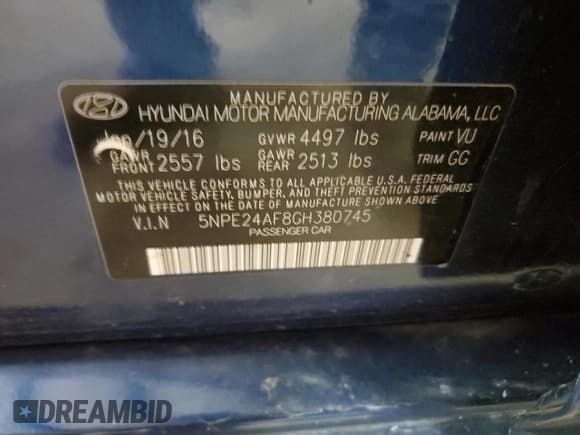 MANUFACTURED BY
HYUNDAI MOTOR MANUFACTURING ALABAMA, LLC
Jan/19/16 GVWR 4497 lbs PAINT VU
GAWR FRONT 2557 lbs GAWR REAR 2513 lbs TRIM GG
THIS VEHICLE CONFORMS TO ALL APPLICABLE U.S.A. FEDERAL
MOTOR VEHICLE SAFETY, BUMPER, AND THEFT PREVENTION STANDARDS
IN EFFECT ON THE DATE OF MANUFACTURE SHOWN ABOVE.
V.I.N 5NPE24AF8GH380745
PASSENGER CAR
DREAMBID